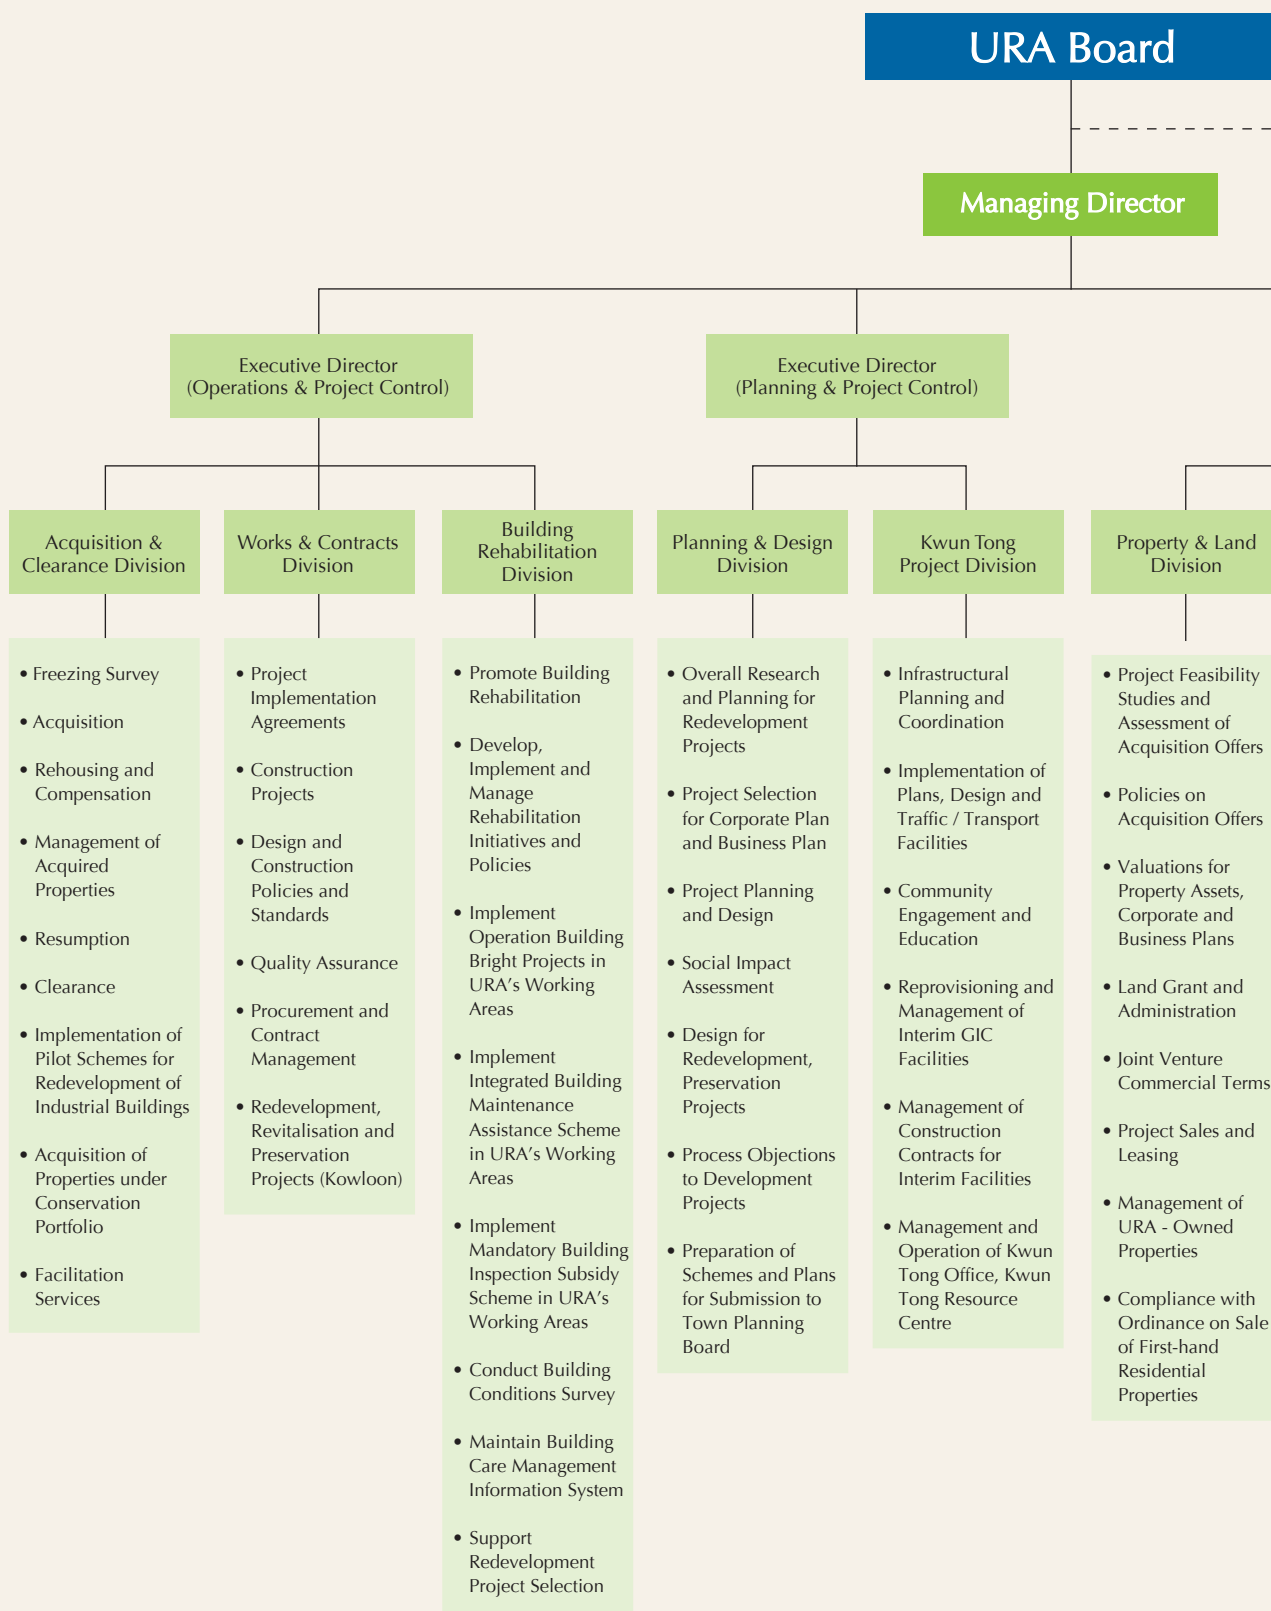 URA Board
Managing Director
Executive Director
(Operations & Project Control)
Executive Director
(Planning & Project Control)
Acquisition &
Clearance Division
Works & Contracts
Division
Building
Rehabilitation
Division
Planning & Design
Division
Kwun Tong
Project Division
Property & Land
Division
• Freezing Survey
• Acquisition
• Rehousing and
Compensation
• Management of
Acquired
Properties
• Resumption
• Clearance
• Implementation of
Pilot Schemes for
Redevelopment of
Industrial Buildings
• Acquisition of
Properties under
Conservation
Portfolio
• Facilitation
Services
• Project
Implementation
Agreements
• Construction
Projects
• Design and
Construction
Policies and
Standards
• Quality Assurance
• Procurement and
Contract
Management
• Redevelopment,
Revitalisation and
Preservation
Projects (Kowloon)
• Promote Building
Rehabilitation
• Develop,
Implement and
Manage
Rehabilitation
Initiatives and
Policies
• Implement
Operation Building
Bright Projects in
URA's Working
Areas
• Implement
Integrated Building
Maintenance
Assistance Scheme
in URA's Working
Areas
• Implement
Mandatory Building
Inspection Subsidy
Scheme in URA's
Working Areas
• Conduct Building
Conditions Survey
• Maintain Building
Care Management
Information System
• Support
Redevelopment
Project Selection
• Overall Research
and Planning for
Redevelopment
Projects
• Project Selection
for Corporate Plan
and Business Plan
• Project Planning
and Design
• Social Impact
Assessment
• Design for
Redevelopment,
Preservation
Projects
• Process Objections
to Development
Projects
• Preparation of
Schemes and Plans
for Submission to
Town Planning
Board
• Infrastructural
Planning and
Coordination
• Implementation of
Plans, Design and
Traffic / Transport
Facilities
• Community
Engagement and
Education
• Reprovisioning and
Management of
Interim GIC
Facilities
• Management of
Construction
Contracts for
Interim Facilities
• Management and
Operation of Kwun
Tong Office, Kwun
Tong Resource
Centre
• Project Feasibility
Studies and
Assessment of
Acquisition Offers
• Policies on
Acquisition Offers
• Valuations for
Property Assets,
Corporate and
Business Plans
• Land Grant and
Administration
• Joint Venture
Commercial Terms
• Project Sales and
Leasing
• Management of
URA - Owned
Properties
• Compliance with
Ordinance on Sale
of First-hand
Residential
Properties